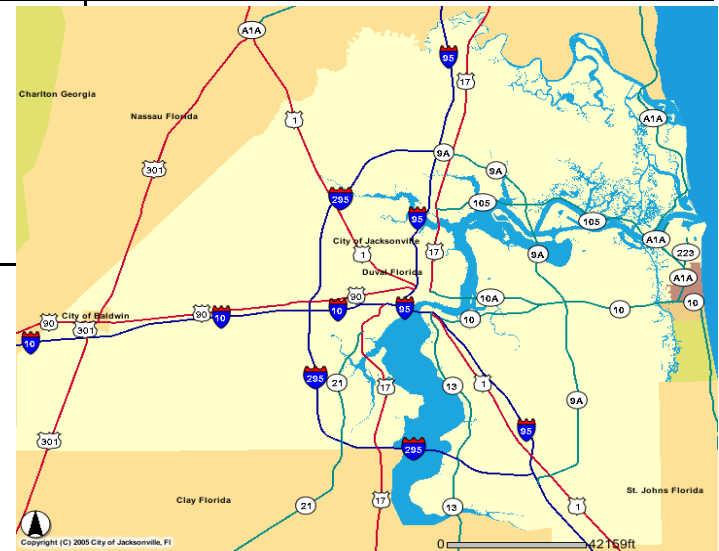 A1A
95
17
Charlton Georgia
Nassau Florida
1
A1A
9A
301
9A
295
105
95
105
City of Jacksonville
A1A
1
17
9A
223
Duval Florida
A1A
90
10A
10
90
City of Baldwin
10
10
95
10
10
90
301
10
295
21
17
13
1
9A
95
301
295
Clay Florida
St. Johns Florida
17
21
13
1
Copyright (C) 2005 City of Jacksonville, Fl
0
42159ft